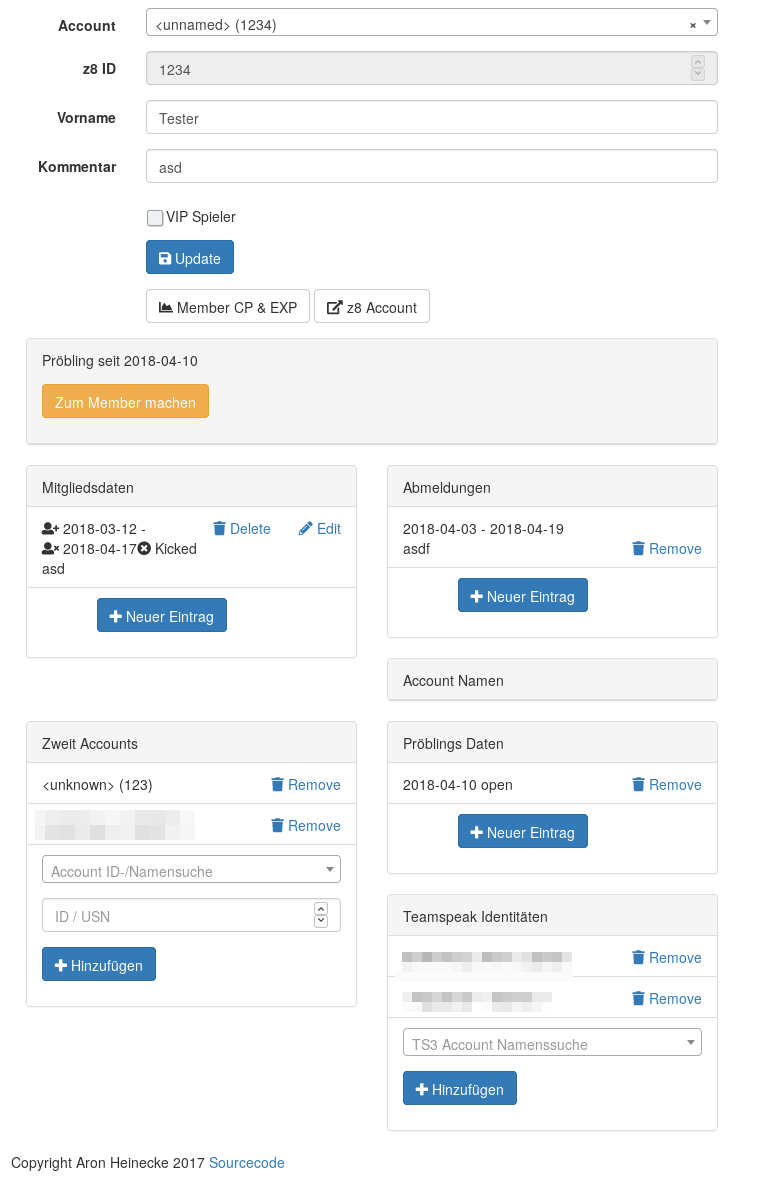 Account
<unnamed> (1234)
×
z8 ID
1234
Vorname
Tester
Kommentar
asd
VIP Spieler
Update
Member CP & EXP
z8 Account
Pröbling seit 2018-04-10
Zum Member machen
Mitgliedsdaten
2018-03-12 -
Delete
Edit
2018-04-17 Kicked
asd
Neuer Eintrag
Abmeldungen
2018-04-03 - 2018-04-19
asdf
Remove
Neuer Eintrag
Account Namen
Zweit Accounts
<unknown> (123)
Remove
Remove
Account ID-/Namensuche
ID / USN
Hinzufügen
Pröblings Daten
2018-04-10 open
Remove
Neuer Eintrag
Teamspeak Identitäten
Remove
Remove
TS3 Account Namenssuche
Hinzufügen
Copyright Aron Heinecke 2017 Sourcecode